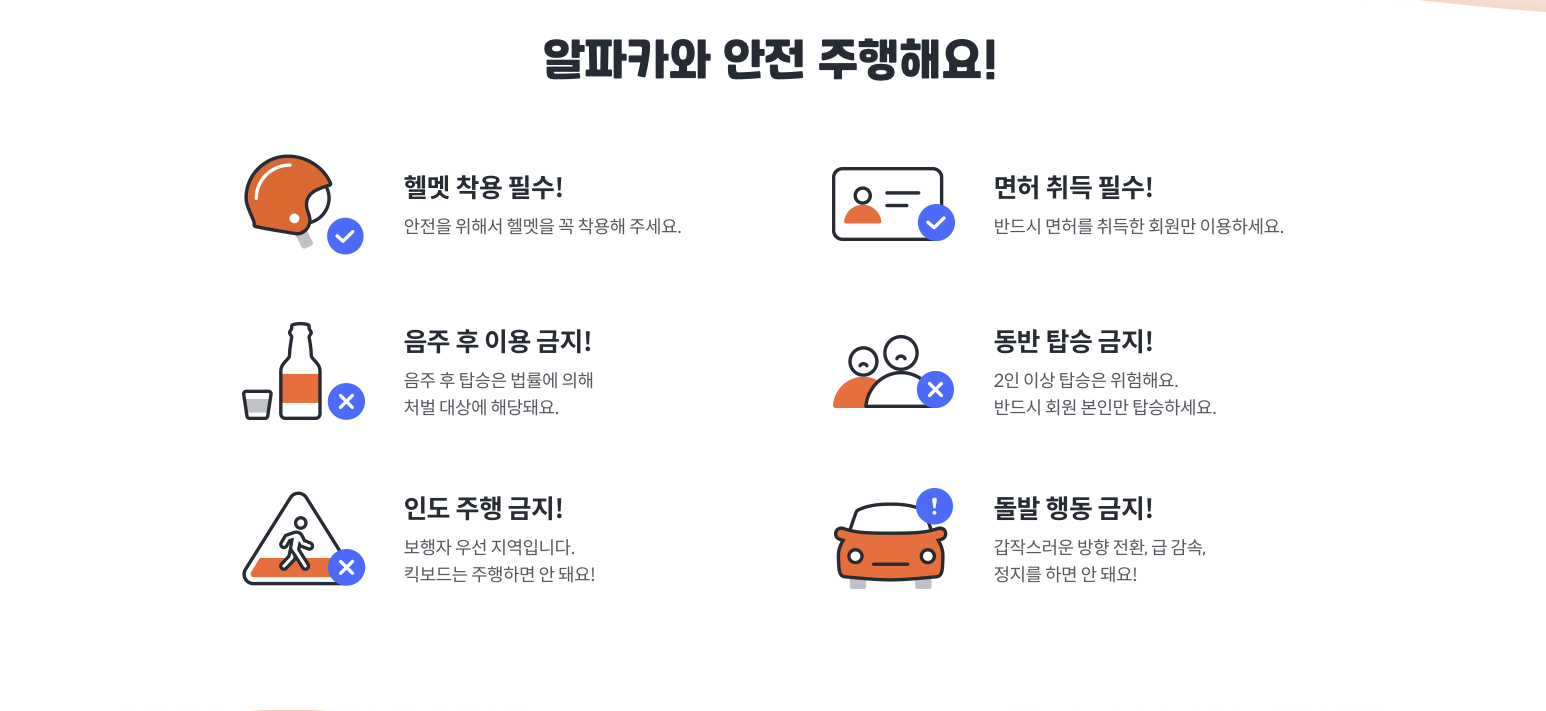 알파카와 안전 주행해요!
헬멧 착용 필수!
안전을 위해서 헬멧을 꼭 착용해 주세요.
면허 취득 필수!
반드시 면허를 취득한 회원만 이용하세요.
음주 후 이용 금지!
음주 후 탑승은 법률에 의해
처벌 대상에 해당돼요.
동반 탑승 금지!
2인 이상 탑승은 위험해요.
반드시 회원 본인만 탑승하세요.
인도 주행 금지!
보행자 우선 지역입니다.
킥보드는 주행하면 안 돼요!
돌발 행동 금지!
갑작스러운 방향 전환, 급 감속,
정지를 하면 안 돼요!